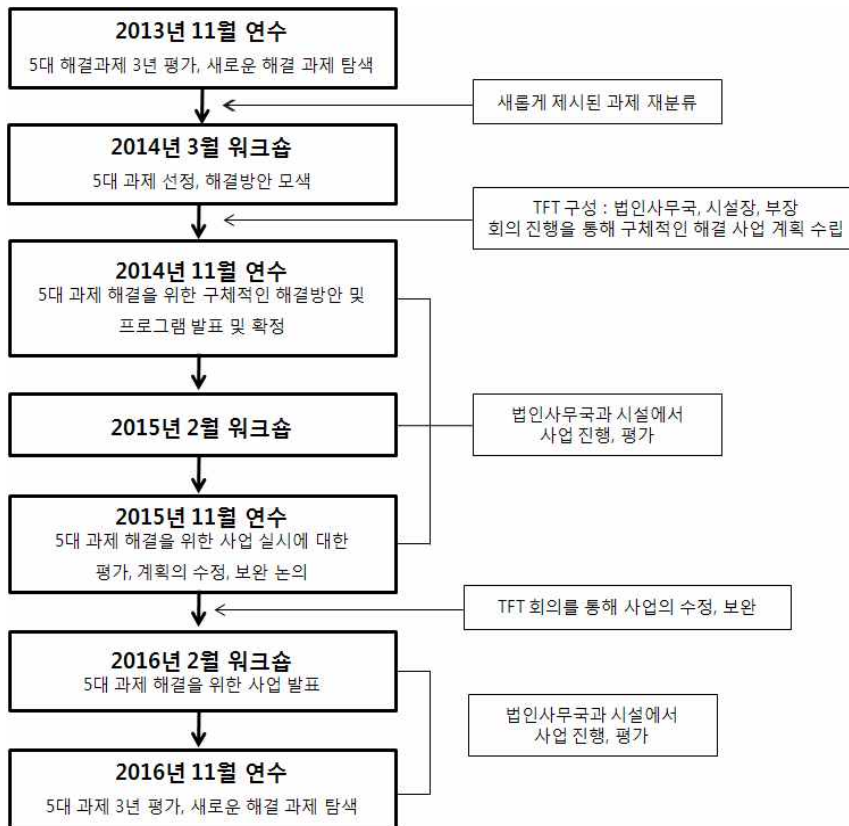 2013년 11월 연수
5대 해결과제 3년 평가, 새로운 해결 과제 탐색
새롭게 제시된 과제 재분류
2014년 3월 워크숍
5대 과제 선정, 해결방안 모색
TFT 구성 : 법인사무국, 시설장, 부장
회의 진행을 통해 구체적인 해결 사업 계획 수립
2014년 11월 연수
5대 과제 해결을 위한 구체적인 해결방안 및
프로그램 발표 및 확정
2015년 2월 워크숍
법인사무국과 시설에서
사업 진행, 평가
2015년 11월 연수
5대 과제 해결을 위한 사업 실시에 대한
평가, 계획의 수정, 보완 논의
TFT 회의를 통해 사업의 수정, 보완
2016년 2월 워크숍
5대 과제 해결을 위한 사업 발표
법인사무국과 시설에서
사업 진행, 평가
2016년 11월 연수
5대 과제 3년 평가, 새로운 해결 과제 탐색